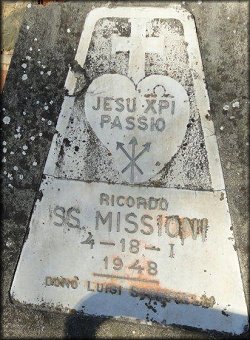 JESU XPI
PASSIO
RICORDO
SS. MISSIONI
4-18-I
1948
DONO LUIGI